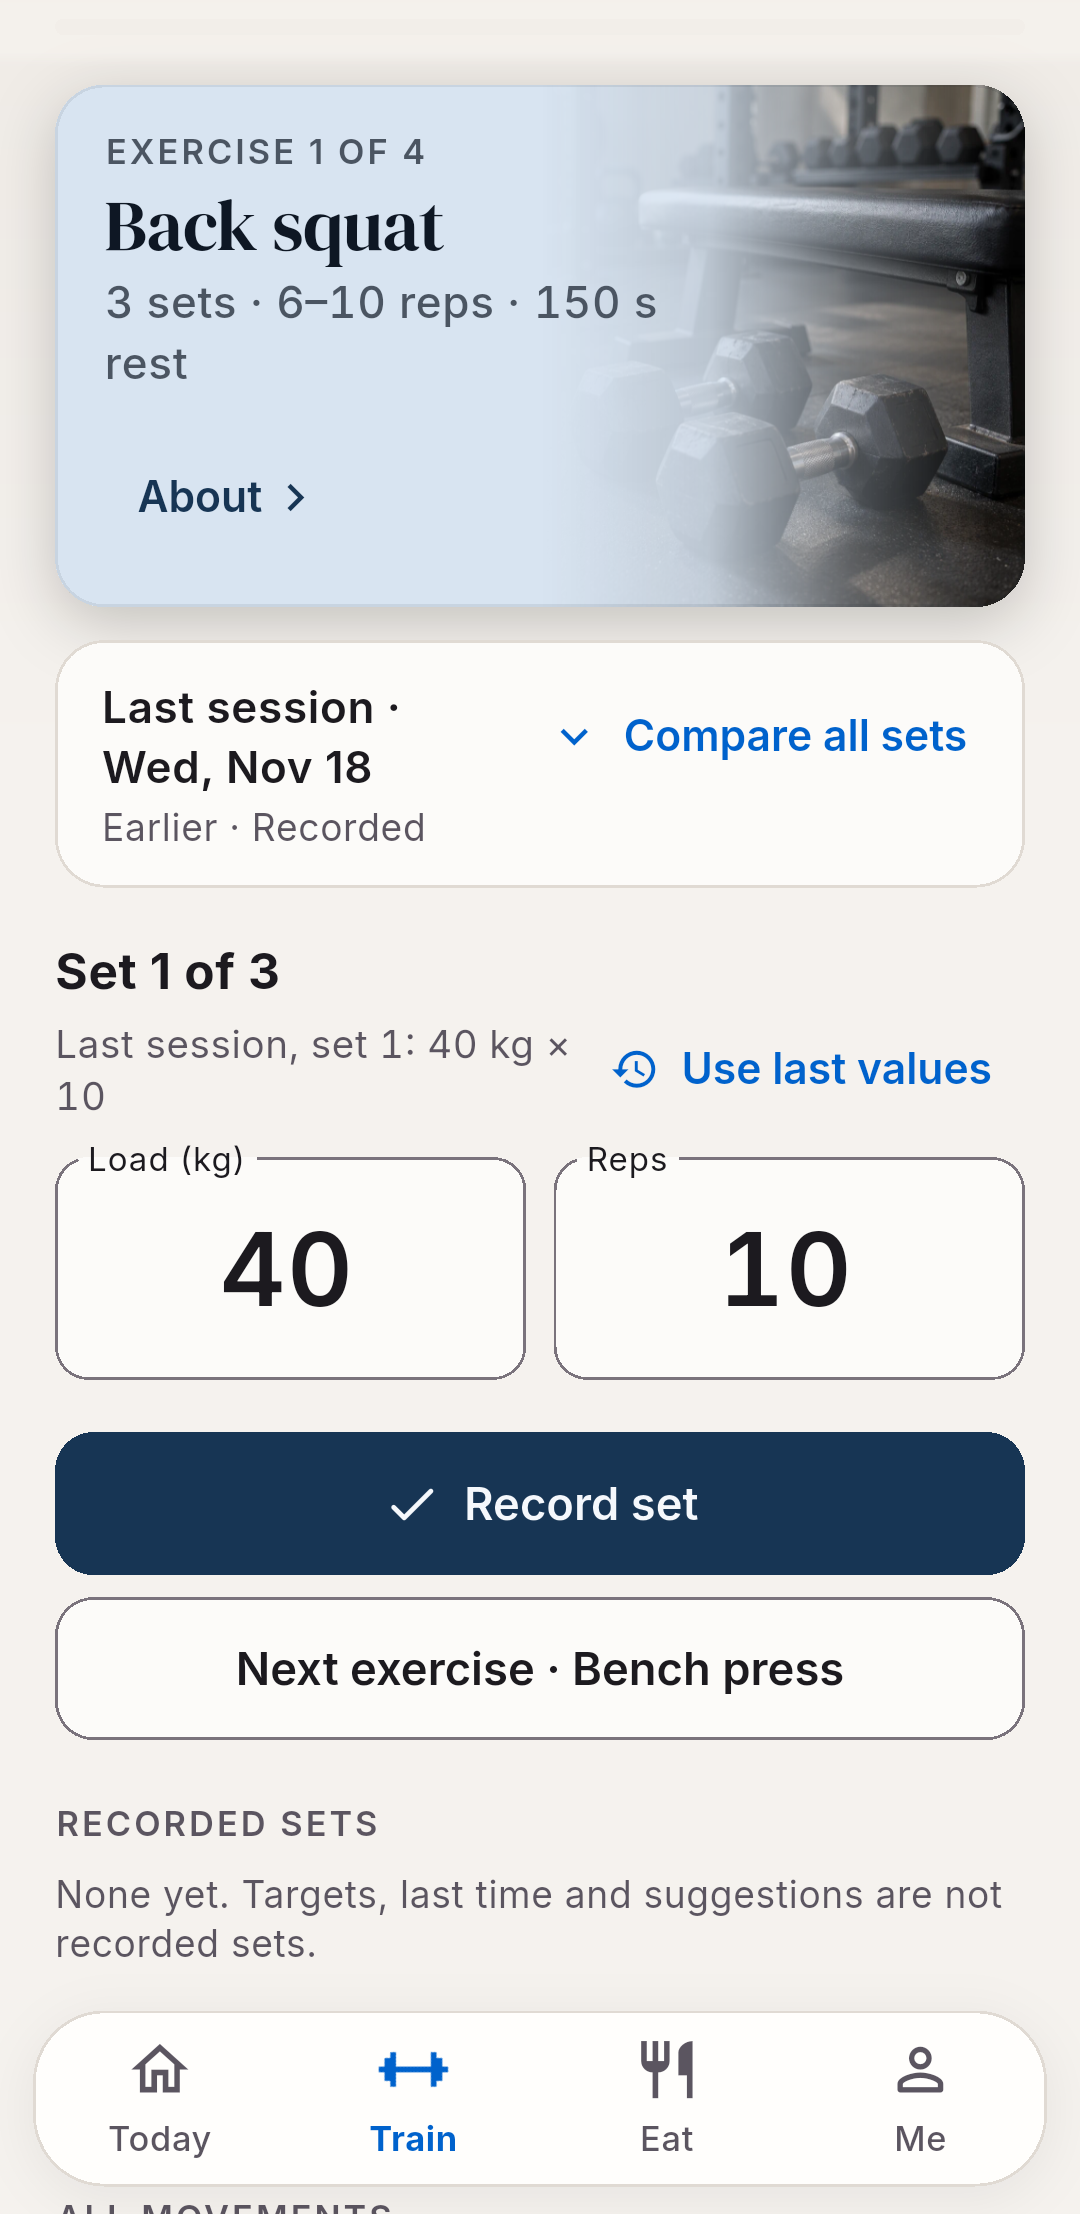 EXERCISE 1 OF 4
Back squat
3 sets · 6–10 reps · 150 s
rest
About
Last session ·
Wed, Nov 18
Earlier · Recorded
Compare all sets
Set 1 of 3
Last session, set 1: 40 kg ×
10
Use last values
Load (kg)
Reps
40
10
Record set
Next exercise · Bench press
RECORDED SETS
None yet. Targets, last time and suggestions are not
recorded sets.
Today
Train
Eat
Me
ALL MOVEMENTS